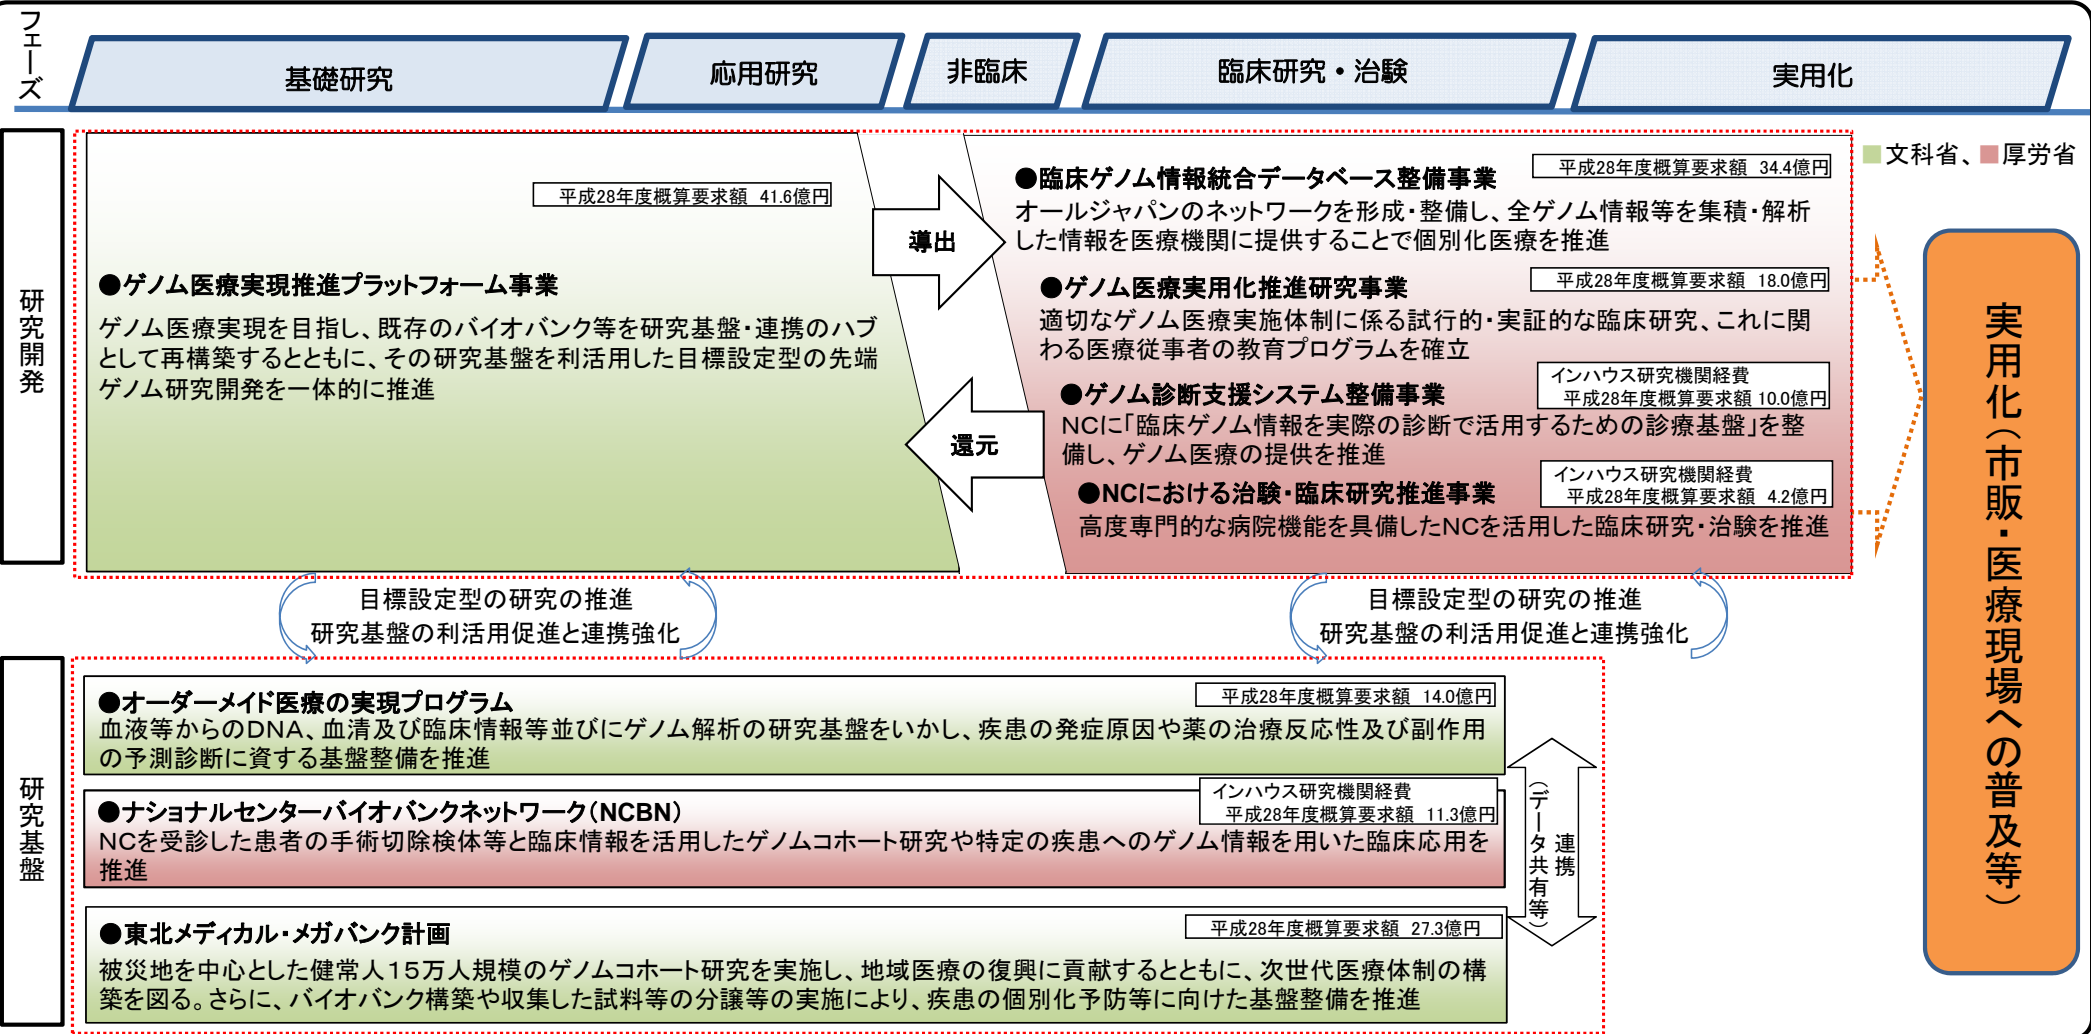 フェーズ
基礎研究
応用研究
非臨床
臨床研究・治験
実用化
■文科省、■厚労省
研究開発
平成28年度概算要求額 41.6億円
●ゲノム医療実現推進プラットフォーム事業
ゲノム医療実現を目指し、既存のバイオバンク等を研究基盤・連携のハブ
として再構築するとともに、その研究基盤を利活用した目標設定型の先端
ゲノム研究開発を一体的に推進
導出
還元
平成28年度概算要求額 34.4億円
●臨床ゲノム情報統合データベース整備事業
オールジャパンのネットワークを形成・整備し、全ゲノム情報等を集積・解析
した情報を医療機関に提供することで個別化医療を推進
平成28年度概算要求額 18.0億円
●ゲノム医療実用化推進研究事業
適切なゲノム医療実施体制に係る試行的・実証的な臨床研究、これに関
わる医療従事者の教育プログラムを確立
インハウス研究機関経費
平成28年度概算要求額 10.0億円
●ゲノム診断支援システム整備事業
NCに「臨床ゲノム情報を実際の診断で活用するための診療基盤」を整
備し、ゲノム医療の提供を推進
インハウス研究機関経費
平成28年度概算要求額 4.2億円
●NCにおける治験・臨床研究推進事業
高度専門的な病院機能を具備したNCを活用した臨床研究・治験を推進
実用化（市販・医療現場への普及等）
目標設定型の研究の推進
研究基盤の利活用促進と連携強化
目標設定型の研究の推進
研究基盤の利活用促進と連携強化
研究基盤
●オーダーメイド医療の実現プログラム
平成28年度概算要求額 14.0億円
血液等からのDNA、血清及び臨床情報等並びにゲノム解析の研究基盤をいかし、疾患の発症原因や薬の治療反応性及び副作用
の予測診断に資する基盤整備を推進
インハウス研究機関経費
平成28年度概算要求額 11.3億円
●ナショナルセンターバイオバンクネットワーク（NCBN）
NCを受診した患者の手術切除検体等と臨床情報を活用したゲノムコホート研究や特定の疾患へのゲノム情報を用いた臨床応用を
推進
●東北メディカル・メガバンク計画
平成28年度概算要求額 27.3億円
被災地を中心とした健常人１５万人規模のゲノムコホート研究を実施し、地域医療の復興に貢献するとともに、次世代医療体制の構
築を図る。さらに、バイオバンク構築や収集した試料等の分譲等の実施により、疾患の個別化予防等に向けた基盤整備を推進
連携
（データ共有等）